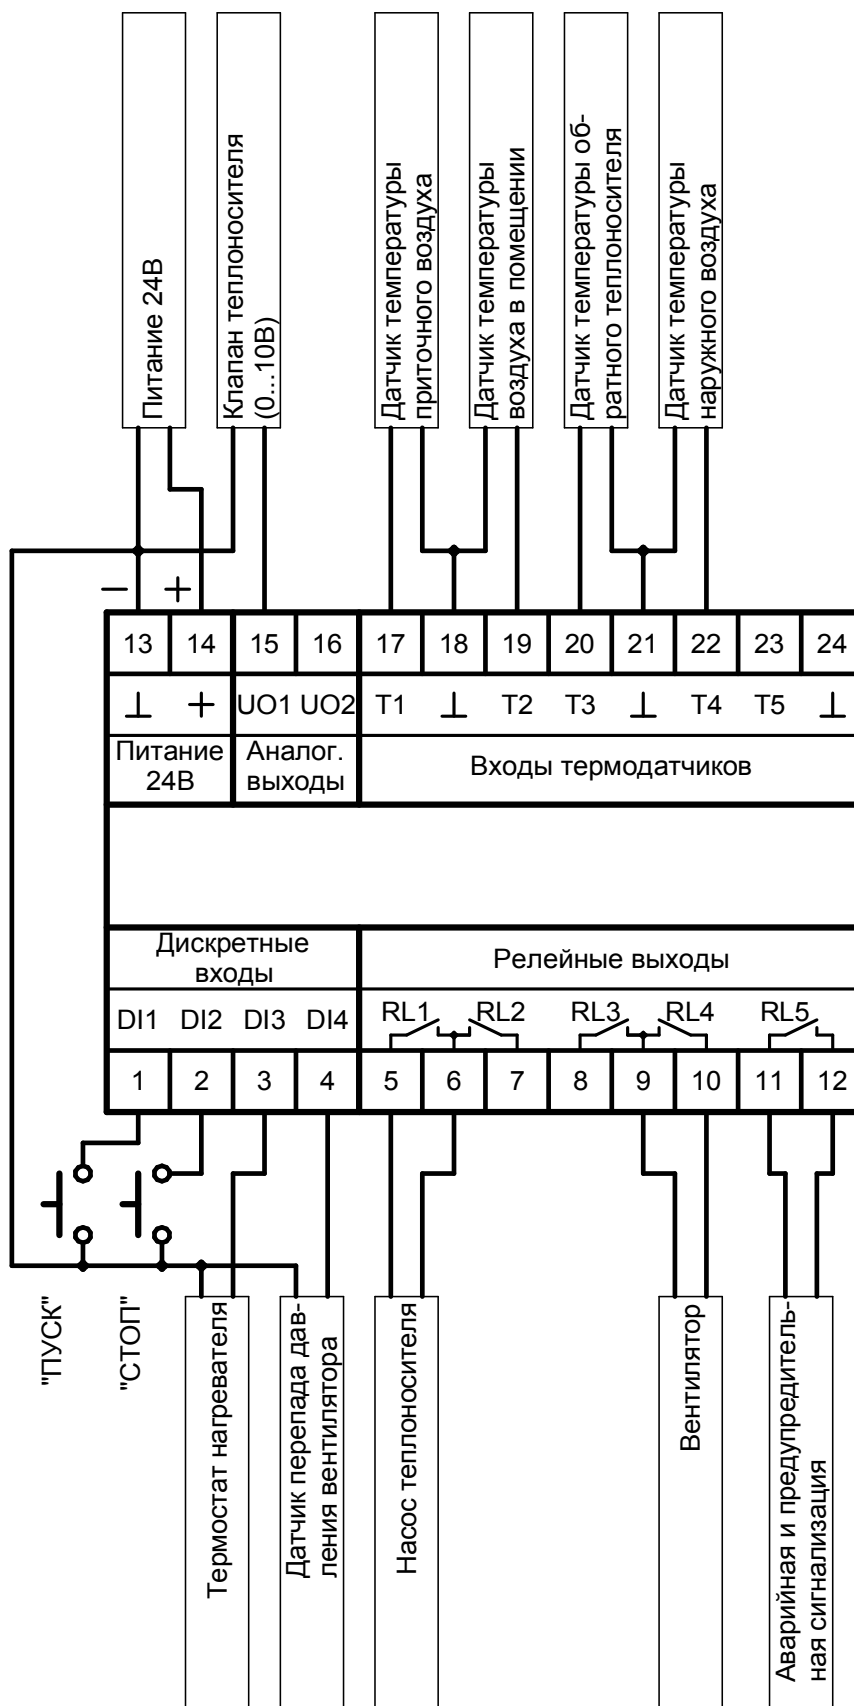 Питание 24В
Клапан теплоносителя
(0...10В)
Датчик температуры
приточного воздуха
Датчик температуры
воздуха в помещении
Датчик температуры об-
ратного теплоносителя
Датчик температуры
наружного воздуха
− +
13 14 15 16 17 18 19 20 21 22 23 24
⊥ + UO1 UO2 T1 ⊥ T2 T3 ⊥ T4 T5 ⊥
Питание
24В
Аналог.
выходы
Входы термодатчиков
Дискретные
входы
Релейные выходы
DI1 DI2 DI3 DI4 RL1 RL2 RL3 RL4 RL5
1 2 3 4 5 6 7 8 9 10 11 12
"ПУСК"
"СТОП"
Термостат нагревателя
Датчик перепада дав-
ления вентилятора
Насос теплоносителя
Вентилятор
Аварийная и предупредитель-
ная сигнализация